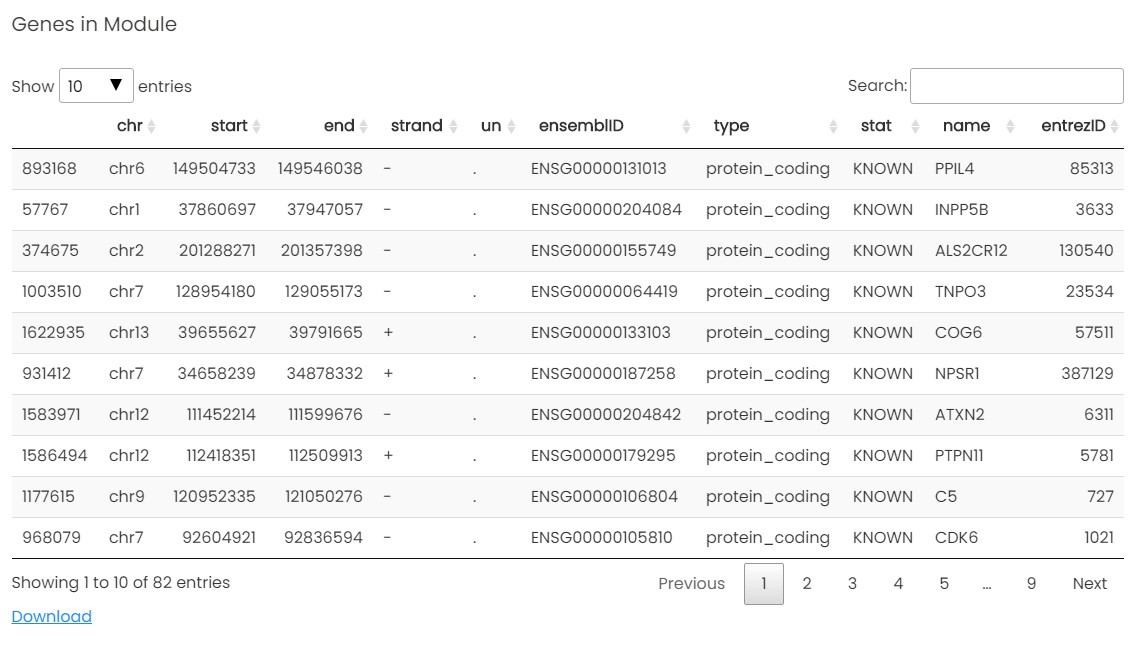 Genes in Module
Show 10 ▼ entries Search:
chr start end strand un ensemblID type stat name entrezID
893168 chr6 149504733 149546038 - . ENSG00000131013 protein_coding KNOWN PPIL4 85313
57767 chr1 37860697 37947057 - . ENSG00000204084 protein_coding KNOWN INPP5B 3633
374675 chr2 201288271 201357398 - . ENSG00000155749 protein_coding KNOWN ALS2CR12 130540
1003510 chr7 128954180 129055173 - . ENSG00000064419 protein_coding KNOWN TNPO3 23534
1622935 chr13 39655627 39791665 + . ENSG00000133103 protein_coding KNOWN COG6 57511
931412 chr7 34658239 34878332 + . ENSG00000187258 protein_coding KNOWN NPSR1 387129
1583971 chr12 111452214 111599676 - . ENSG00000204842 protein_coding KNOWN ATXN2 6311
1586494 chr12 112418351 112509913 + . ENSG00000179295 protein_coding KNOWN PTPN11 5781
1177615 chr9 120952335 121050276 - . ENSG00000106804 protein_coding KNOWN C5 727
968079 chr7 92604921 92836594 - . ENSG00000105810 protein_coding KNOWN CDK6 1021
Showing 1 to 10 of 82 entries Previous 1 2 3 4 5 ... 9 Next
Download